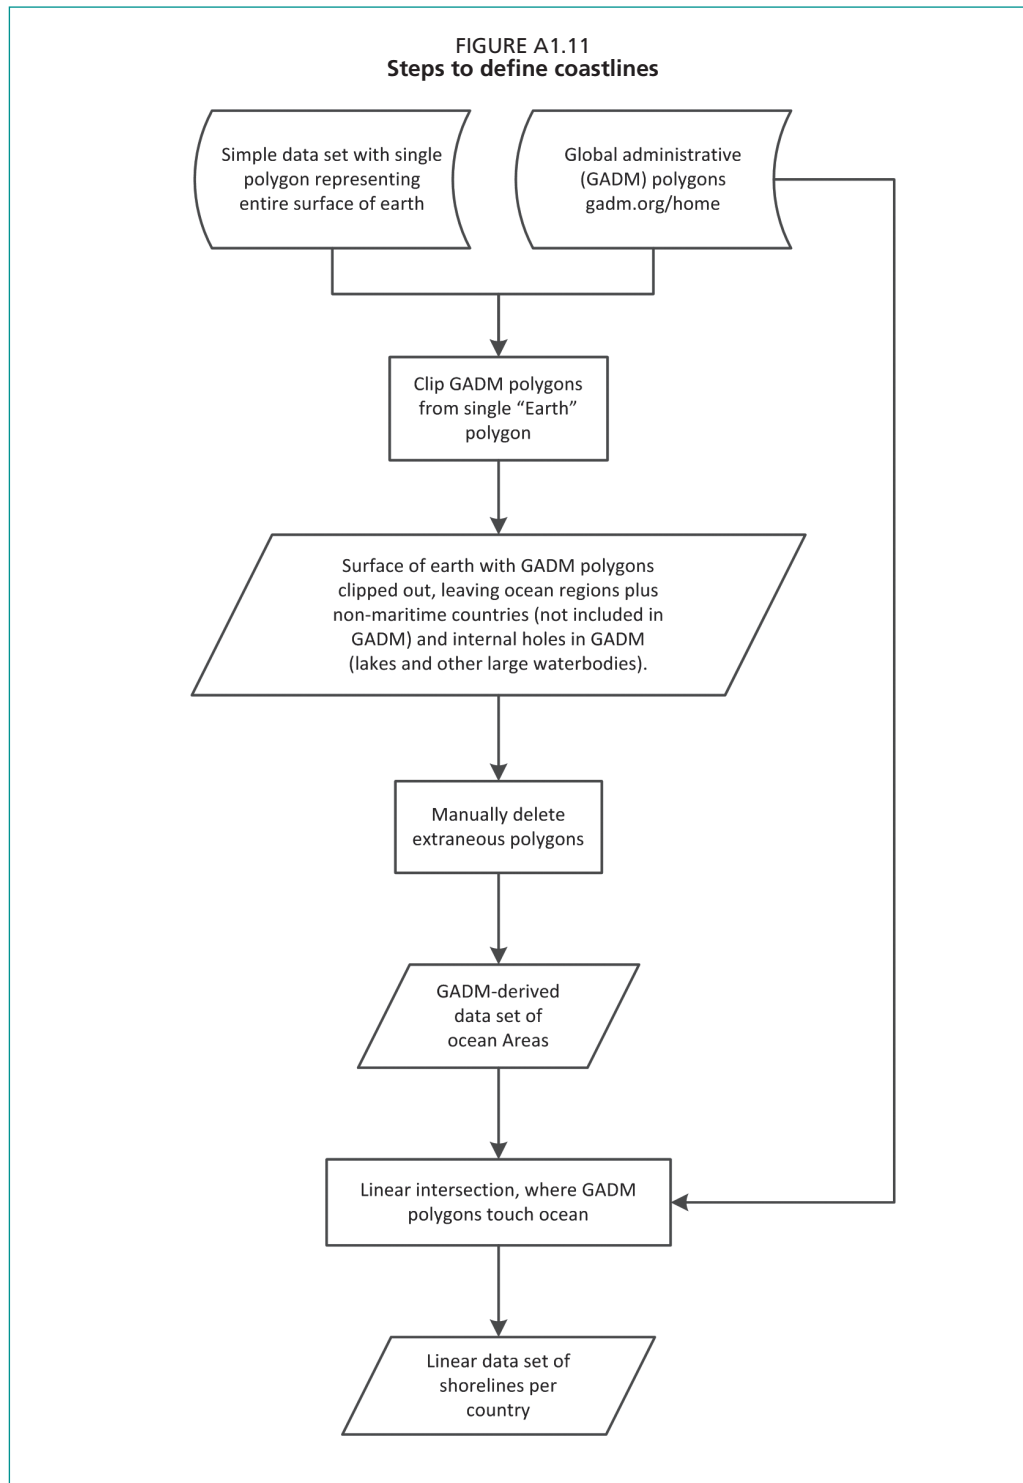 FIGURE A1.11
Steps to define coastlines
Simple data set with single
polygon representing
entire surface of earth
Global administrative
(GADM) polygons
gadm.org/home
Clip GADM polygons
from single “Earth”
polygon
Surface of earth with GADM polygons
clipped out, leaving ocean regions plus
non-maritime countries (not included in
GADM) and internal holes in GADM
(lakes and other large waterbodies).
Manually delete
extraneous polygons
GADM-derived
data set of
ocean Areas
Linear intersection, where GADM
polygons touch ocean
Linear data set of
shorelines per
country